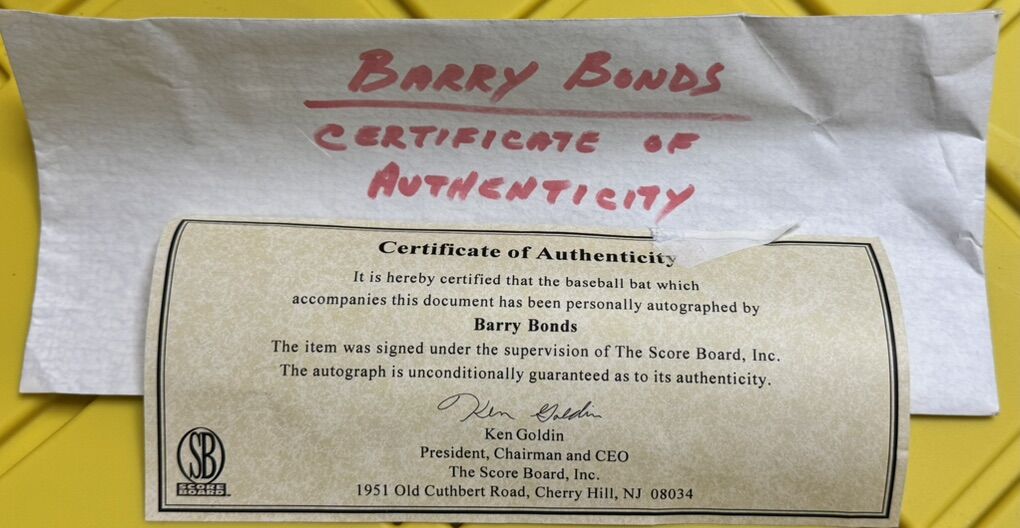 BARRY BONDS
CERTIFICATE OF
AUTHENTICITY
Certificate of Authenticity
It is hereby certified that the baseball bat which
accompanies this document has been personally autographed by
Barry Bonds
The item was signed under the supervision of The Score Board, Inc.
The autograph is unconditionally guaranteed as to its authenticity.
Ken Goldin
Ken Goldin
President, Chairman and CEO
The Score Board, Inc.
1951 Old Cuthbert Road, Cherry Hill, NJ 08034
SB
SCORE
BOARD